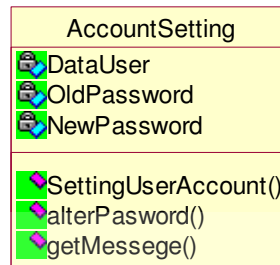 AccountSetting
DataUser
OldPassword
NewPassword
SettingUserAccount()
alterPasword()
getMessege()